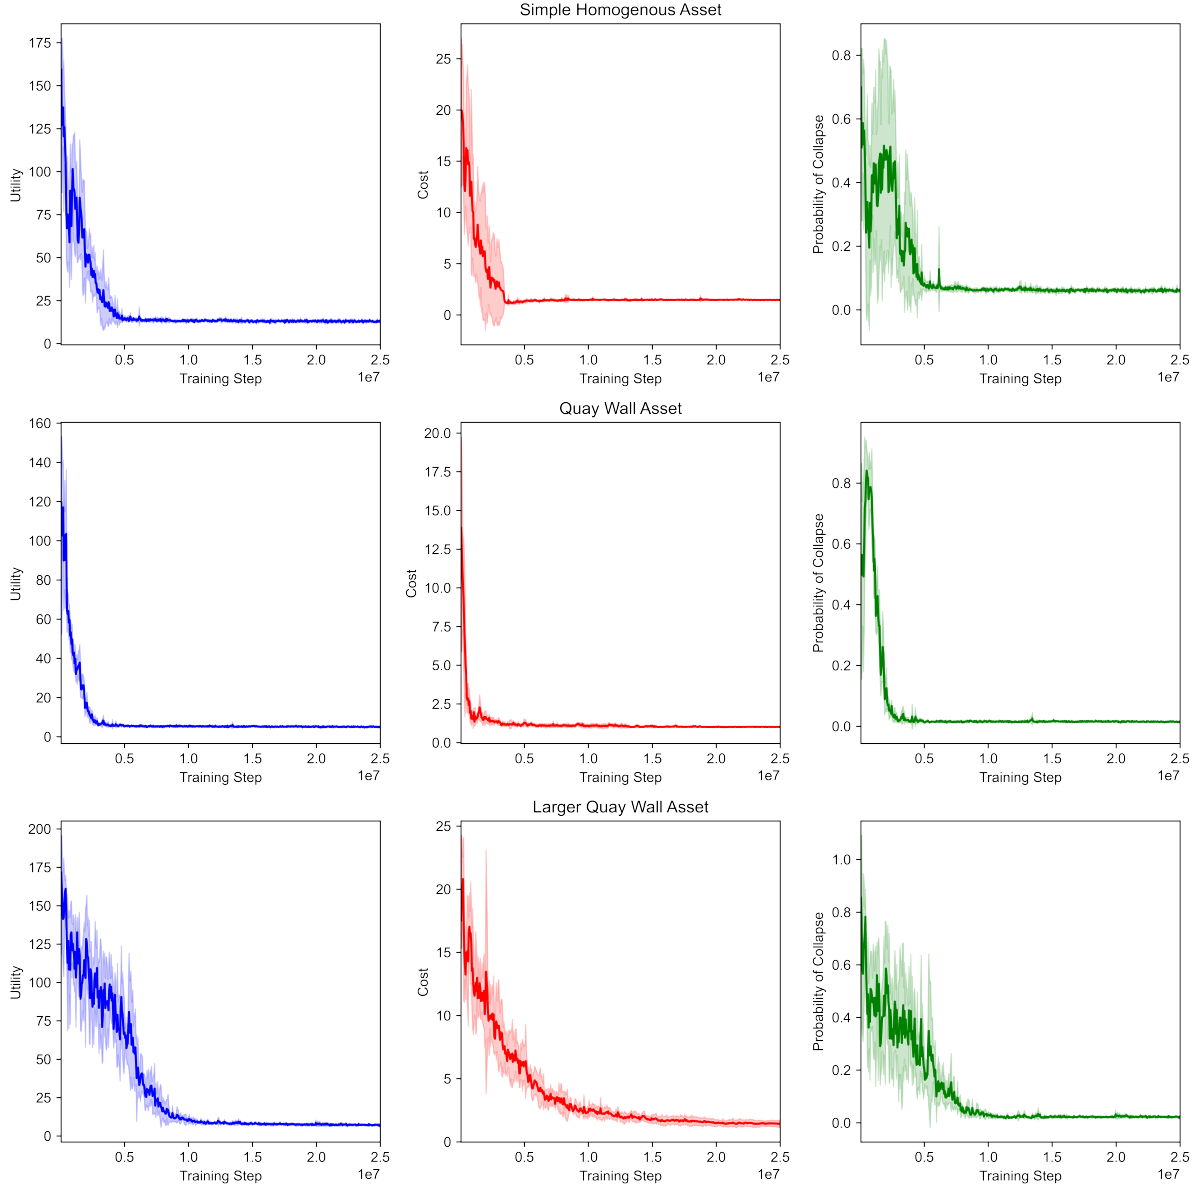 Simple Homogenous Asset
175
150
125
100
75
50
25
0
Utility
0.5 1.0 1.5 2.0 2.5
1e7
Training Step
25
20
15
10
5
0
Cost
0.5 1.0 1.5 2.0 2.5
1e7
Training Step
0.8
0.6
0.4
0.2
0.0
Probability of Collapse
0.5 1.0 1.5 2.0 2.5
1e7
Training Step
Quay Wall Asset
160
140
120
100
80
60
40
20
0
Utility
0.5 1.0 1.5 2.0 2.5
1e7
Training Step
20.0
17.5
15.0
12.5
10.0
7.5
5.0
2.5
0.0
Cost
0.5 1.0 1.5 2.0 2.5
1e7
Training Step
0.8
0.6
0.4
0.2
0.0
Probability of Collapse
0.5 1.0 1.5 2.0 2.5
1e7
Training Step
Larger Quay Wall Asset
200
175
150
125
100
75
50
25
0
Utility
0.5 1.0 1.5 2.0 2.5
1e7
Training Step
25
20
15
10
5
0
Cost
0.5 1.0 1.5 2.0 2.5
1e7
Training Step
1.0
0.8
0.6
0.4
0.2
0.0
Probability of Collapse
0.5 1.0 1.5 2.0 2.5
1e7
Training Step